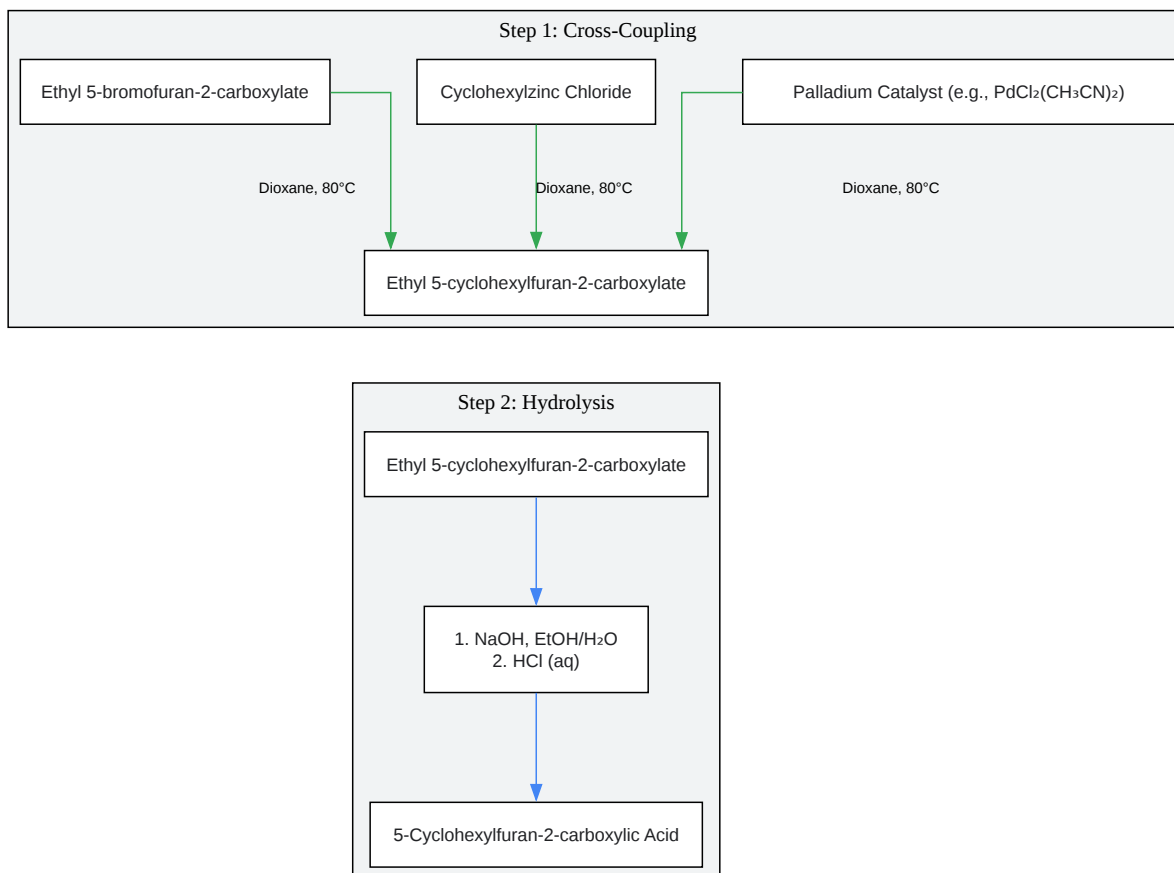 Step 1: Cross-Coupling
Ethyl 5-bromofuran-2-carboxylate
Cyclohexylzinc Chloride
Palladium Catalyst (e.g., PdCl₂(CH₃CN)₂)
Dioxane, 80°C
Dioxane, 80°C
Dioxane, 80°C
Ethyl 5-cyclohexylfuran-2-carboxylate
Step 2: Hydrolysis
Ethyl 5-cyclohexylfuran-2-carboxylate
1. NaOH, EtOH/H₂O
2. HCl (aq)
5-Cyclohexylfuran-2-carboxylic Acid